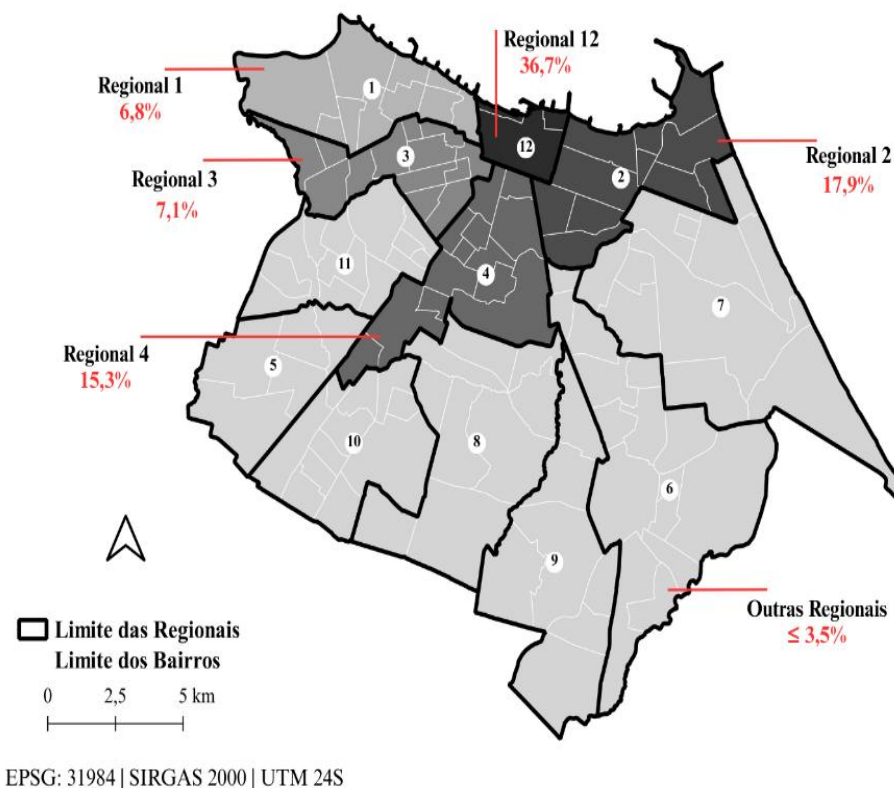 Regional 12
36,7%
Regional 1
6,8%
1
12
3
Regional 2
17,9%
Regional 3
7,1%
2
11
4
7
Regional 4
15,3%
5
10
8
6
9
Outras Regionais
≤ 3,5%
Limite das Regionais
Limite dos Bairros
0 2,5 5 km
EPSG: 31984 | SIRGAS 2000 | UTM 24S